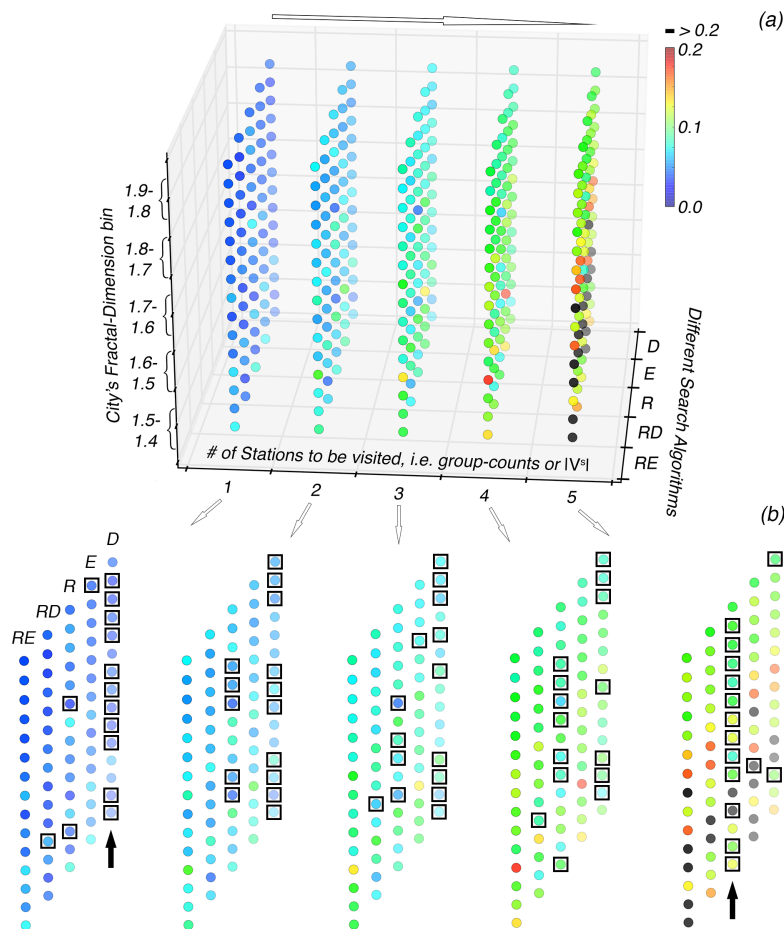 (a)
> 0.2
0.2
0.1
0.0
City's Fractal-Dimension bin
1.9-
1.8
1.8-
1.7
1.7-
1.6
1.6-
1.5
1.5-
1.4
D
E
R
RD
RE
Different Search Algorithms
# of Stations to be visited, i.e. group-counts or |Vˢ|
1 2 3 4 5
(b)
D
E
R
RD
RE